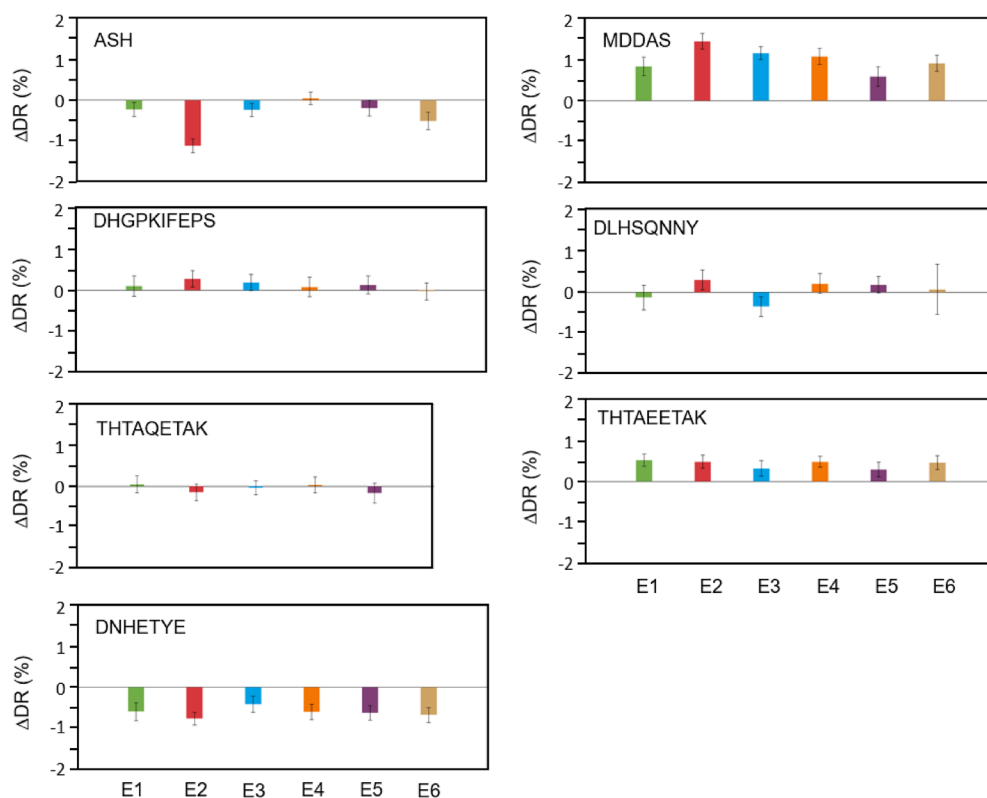 ASH
ΔDR (%)
2
1
0
-1
-2
MDDAS
ΔDR (%)
2
1
0
-1
-2
DHGPKIFEPS
ΔDR (%)
2
1
0
-1
-2
DLHSQNNY
ΔDR (%)
2
1
0
-1
-2
THTAQETAK
ΔDR (%)
2
1
0
-1
-2
THTAEETAK
ΔDR (%)
2
1
0
-1
-2
E1 E2 E3 E4 E5 E6
DNHETYE
ΔDR (%)
2
1
0
-1
-2
E1 E2 E3 E4 E5 E6